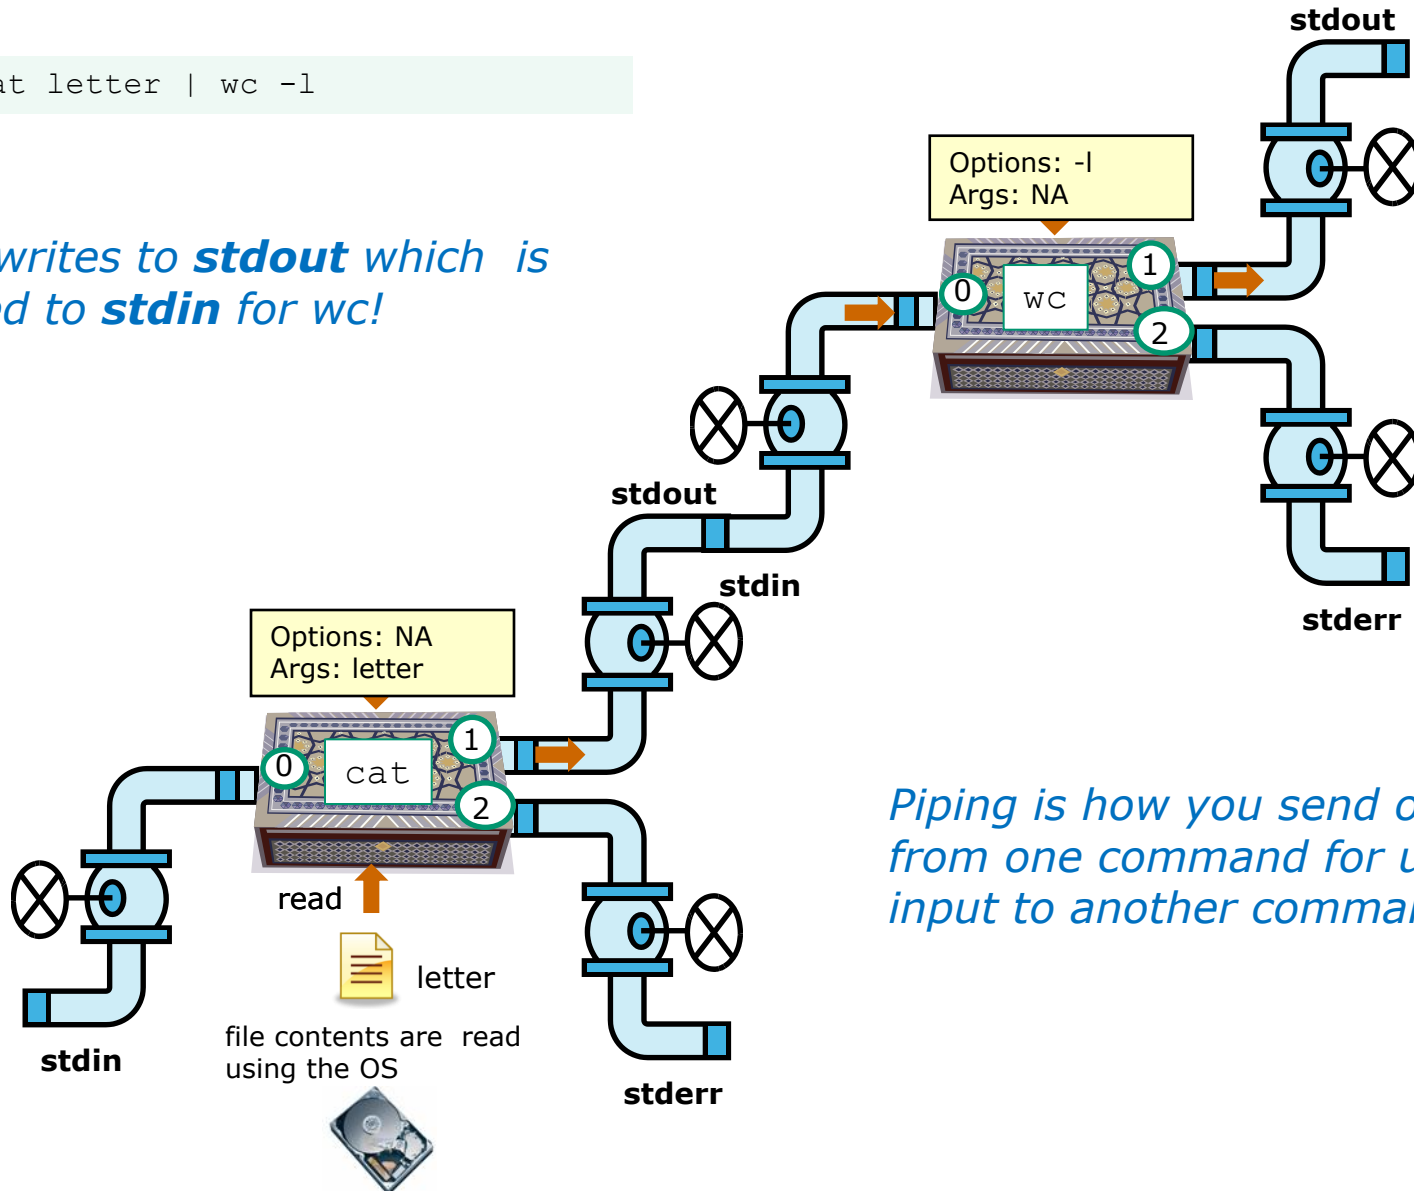 stdout
at letter | wc -l
Options: -l
Args: NA
writes to stdout which is
ed to stdin for wc!
0
wc
1
2
stdout
stdin
stderr
Options: NA
Args: letter
0
cat
1
2
Piping is how you send
from one command for
input to another
read
letter
file contents are read
using the OS
stdin
stderr